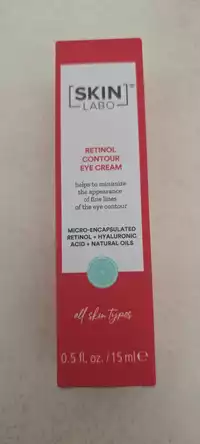 [SKIN]™
LABO
RETINOL
CONTOUR
EYE CREAM
helps to minimize
the appearance
of fine lines
of the eye contour
MICRO-ENCAPSULATED
RETINOL + HYALURONIC
ACID + NATURAL OILS
all skin types
0.5 fl. oz. / 15 ml ℮